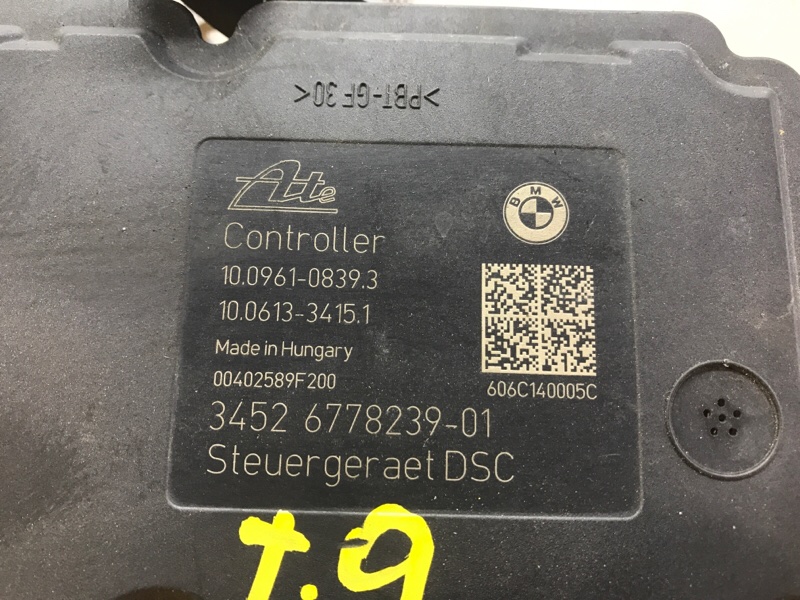 >PBT-GF30<
Ate
BMW
Controller
10.0961-0839.3
10.0613-3415.1
Made in Hungary
00402589F200
606C140005C
3452 6778239-01
Steuergeraet DSC
T.9